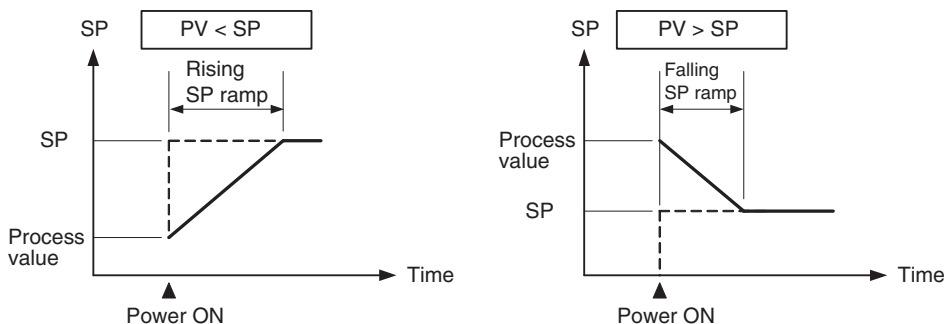 SP
PV < SP
Rising
SP ramp
SP
Process
value
Time
Power ON
SP
PV > SP
Falling
SP ramp
Process
value
SP
Time
Power ON